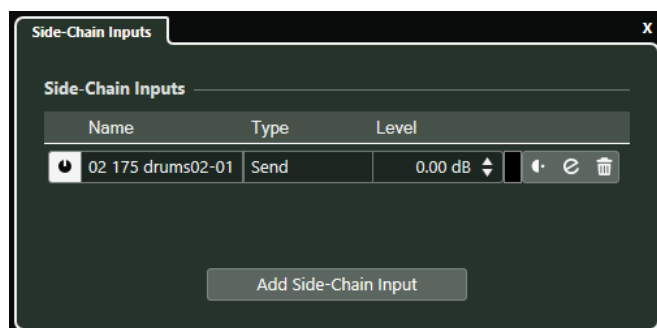 Side-Chain Inputs
X
Side-Chain Inputs
Name Type Level
02 175 drums02-01 Send 0.00 dB
Add Side-Chain Input